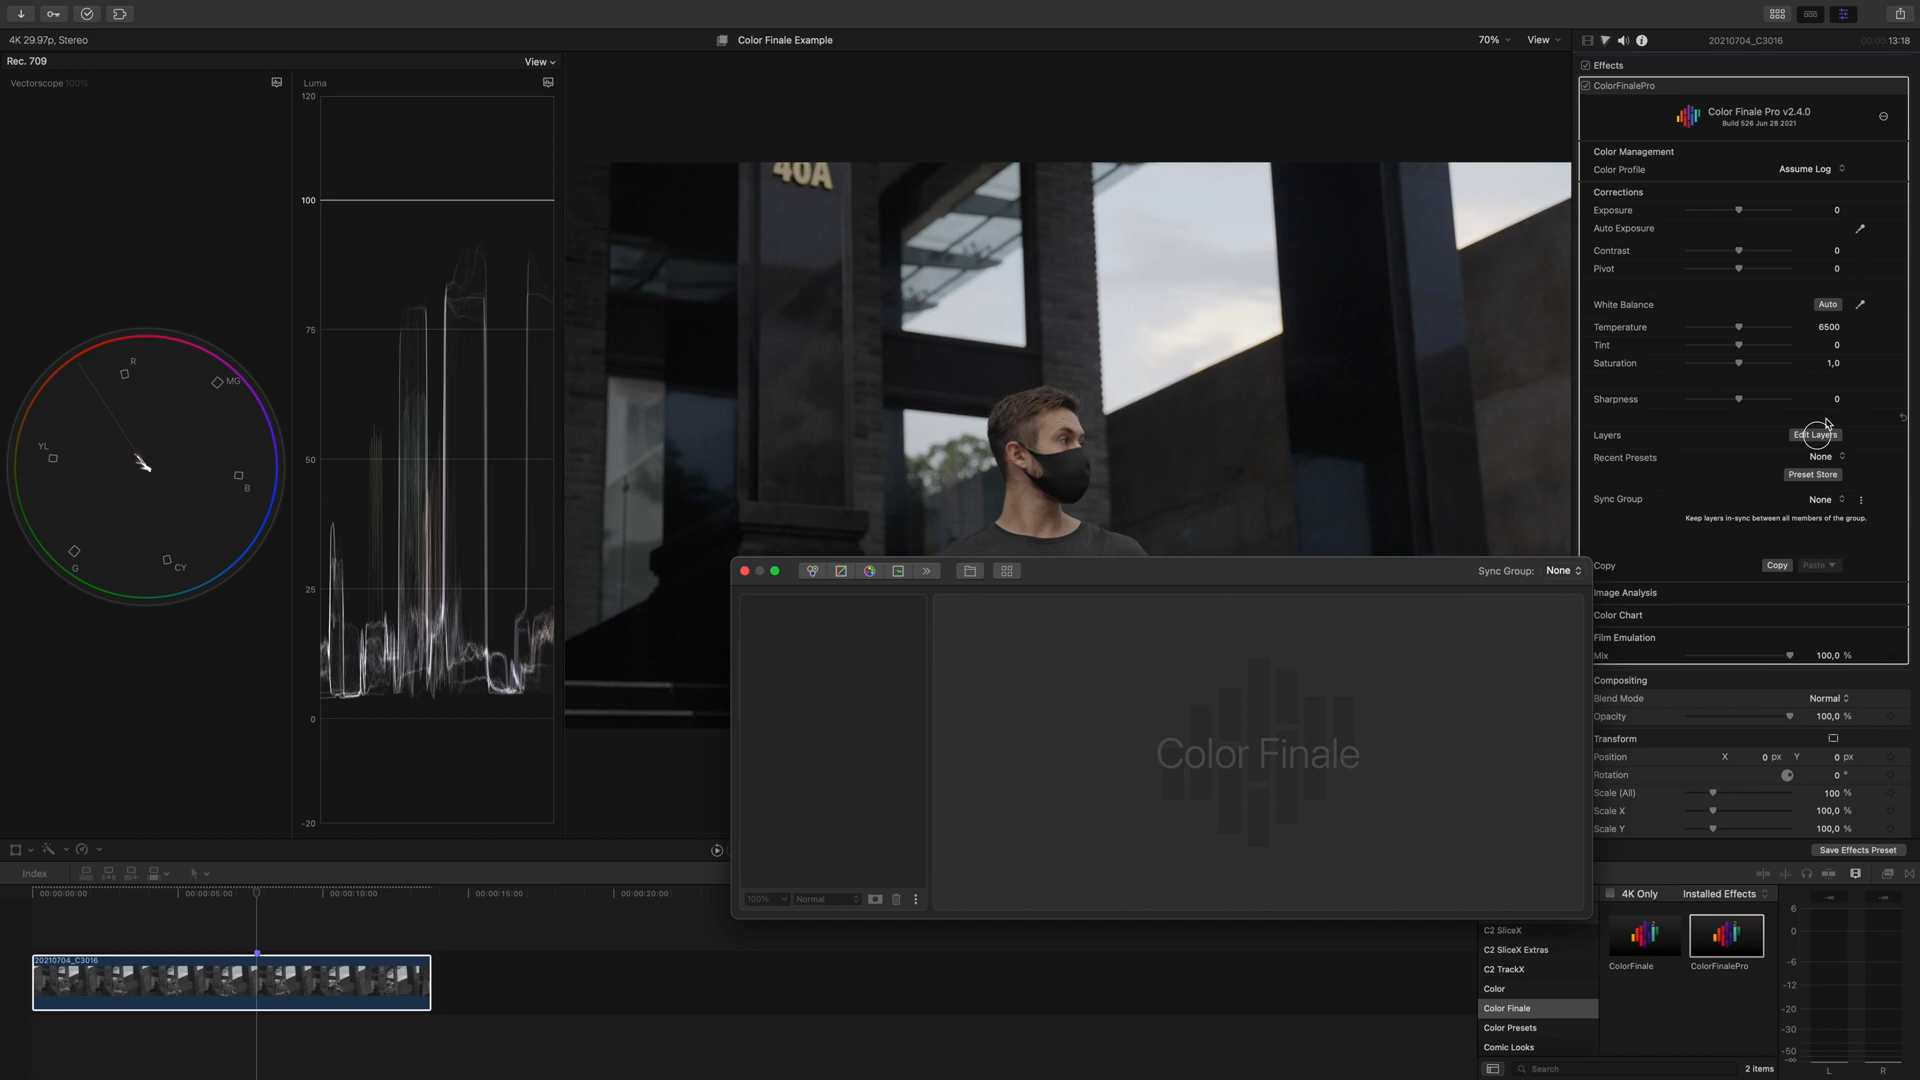 4K 29.97p, Stereo
Color Finale Example
70%
View
20210704_C3016
00:00:13:18
Rec. 709
View
Vectorscope 100%
Luma
120
100
75
50
25
0
-20
R
MG
B
CY
G
YL
40A
Effects
ColorFinalePro
Color Finale Pro v2.4.0
Build 526 Jun 28 2021
Color Management
Color Profile
Assume Log
Corrections
Exposure
0
Auto Exposure
Contrast
0
Pivot
0
White Balance
Auto
Temperature
6500
Tint
0
Saturation
1,0
Sharpness
0
Layers
Edit Layers
Recent Presets
None
Preset Store
Sync Group
None
Keep layers in-sync between all members of the group.
Copy
Copy
Paste
Image Analysis
Color Chart
Film Emulation
Mix
100,0 %
Compositing
Blend Mode
Normal
Opacity
100,0 %
Transform
Position
X
0 px
Y
0 px
Rotation
0 °
Scale (All)
100 %
Scale X
100,0 %
Scale Y
100,0 %
Save Effects Preset
Sync Group:
None
Color Finale
100%
Normal
Index
00:00:00:00
00:00:05:00
00:00:10:00
00:00:15:00
00:00:20:00
20210704_C3016
4K Only
Installed Effects
C2 SliceX
C2 SliceX Extras
C2 TrackX
Color
Color Finale
Color Presets
Comic Looks
2
ColorFinale
2
ColorFinalePro
Search
2 items
-∞
-∞
6
0
-6
-12
-20
-30
-50
-∞
L
R